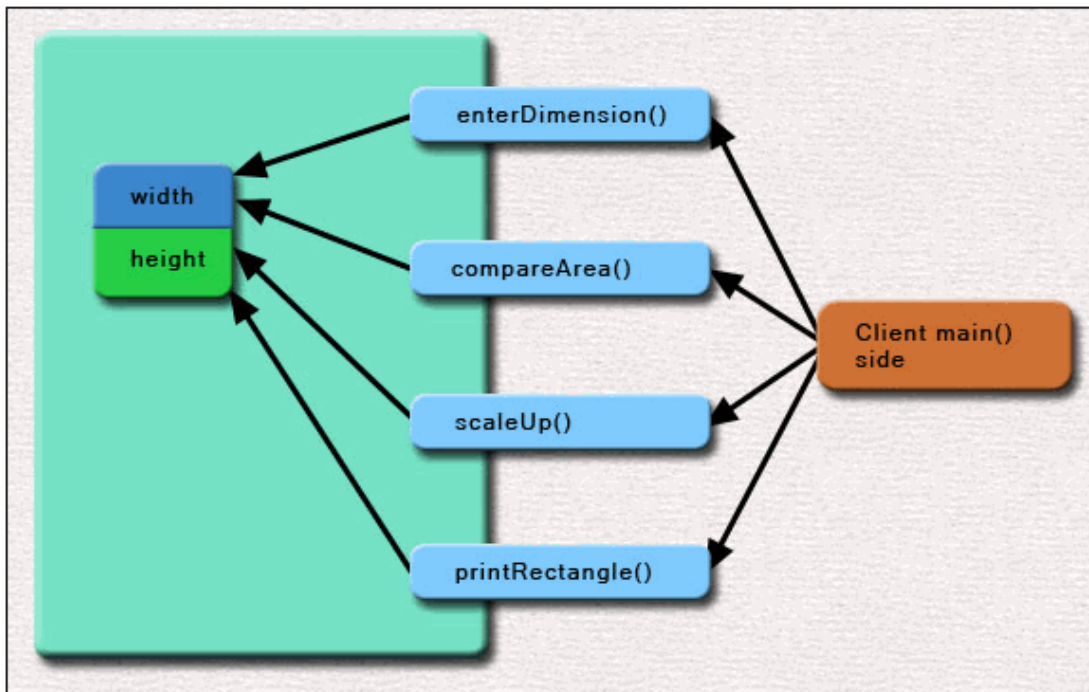 enterDimension()
width
height
compareArea()
Client main()
side
scaleUp()
printRectangle()